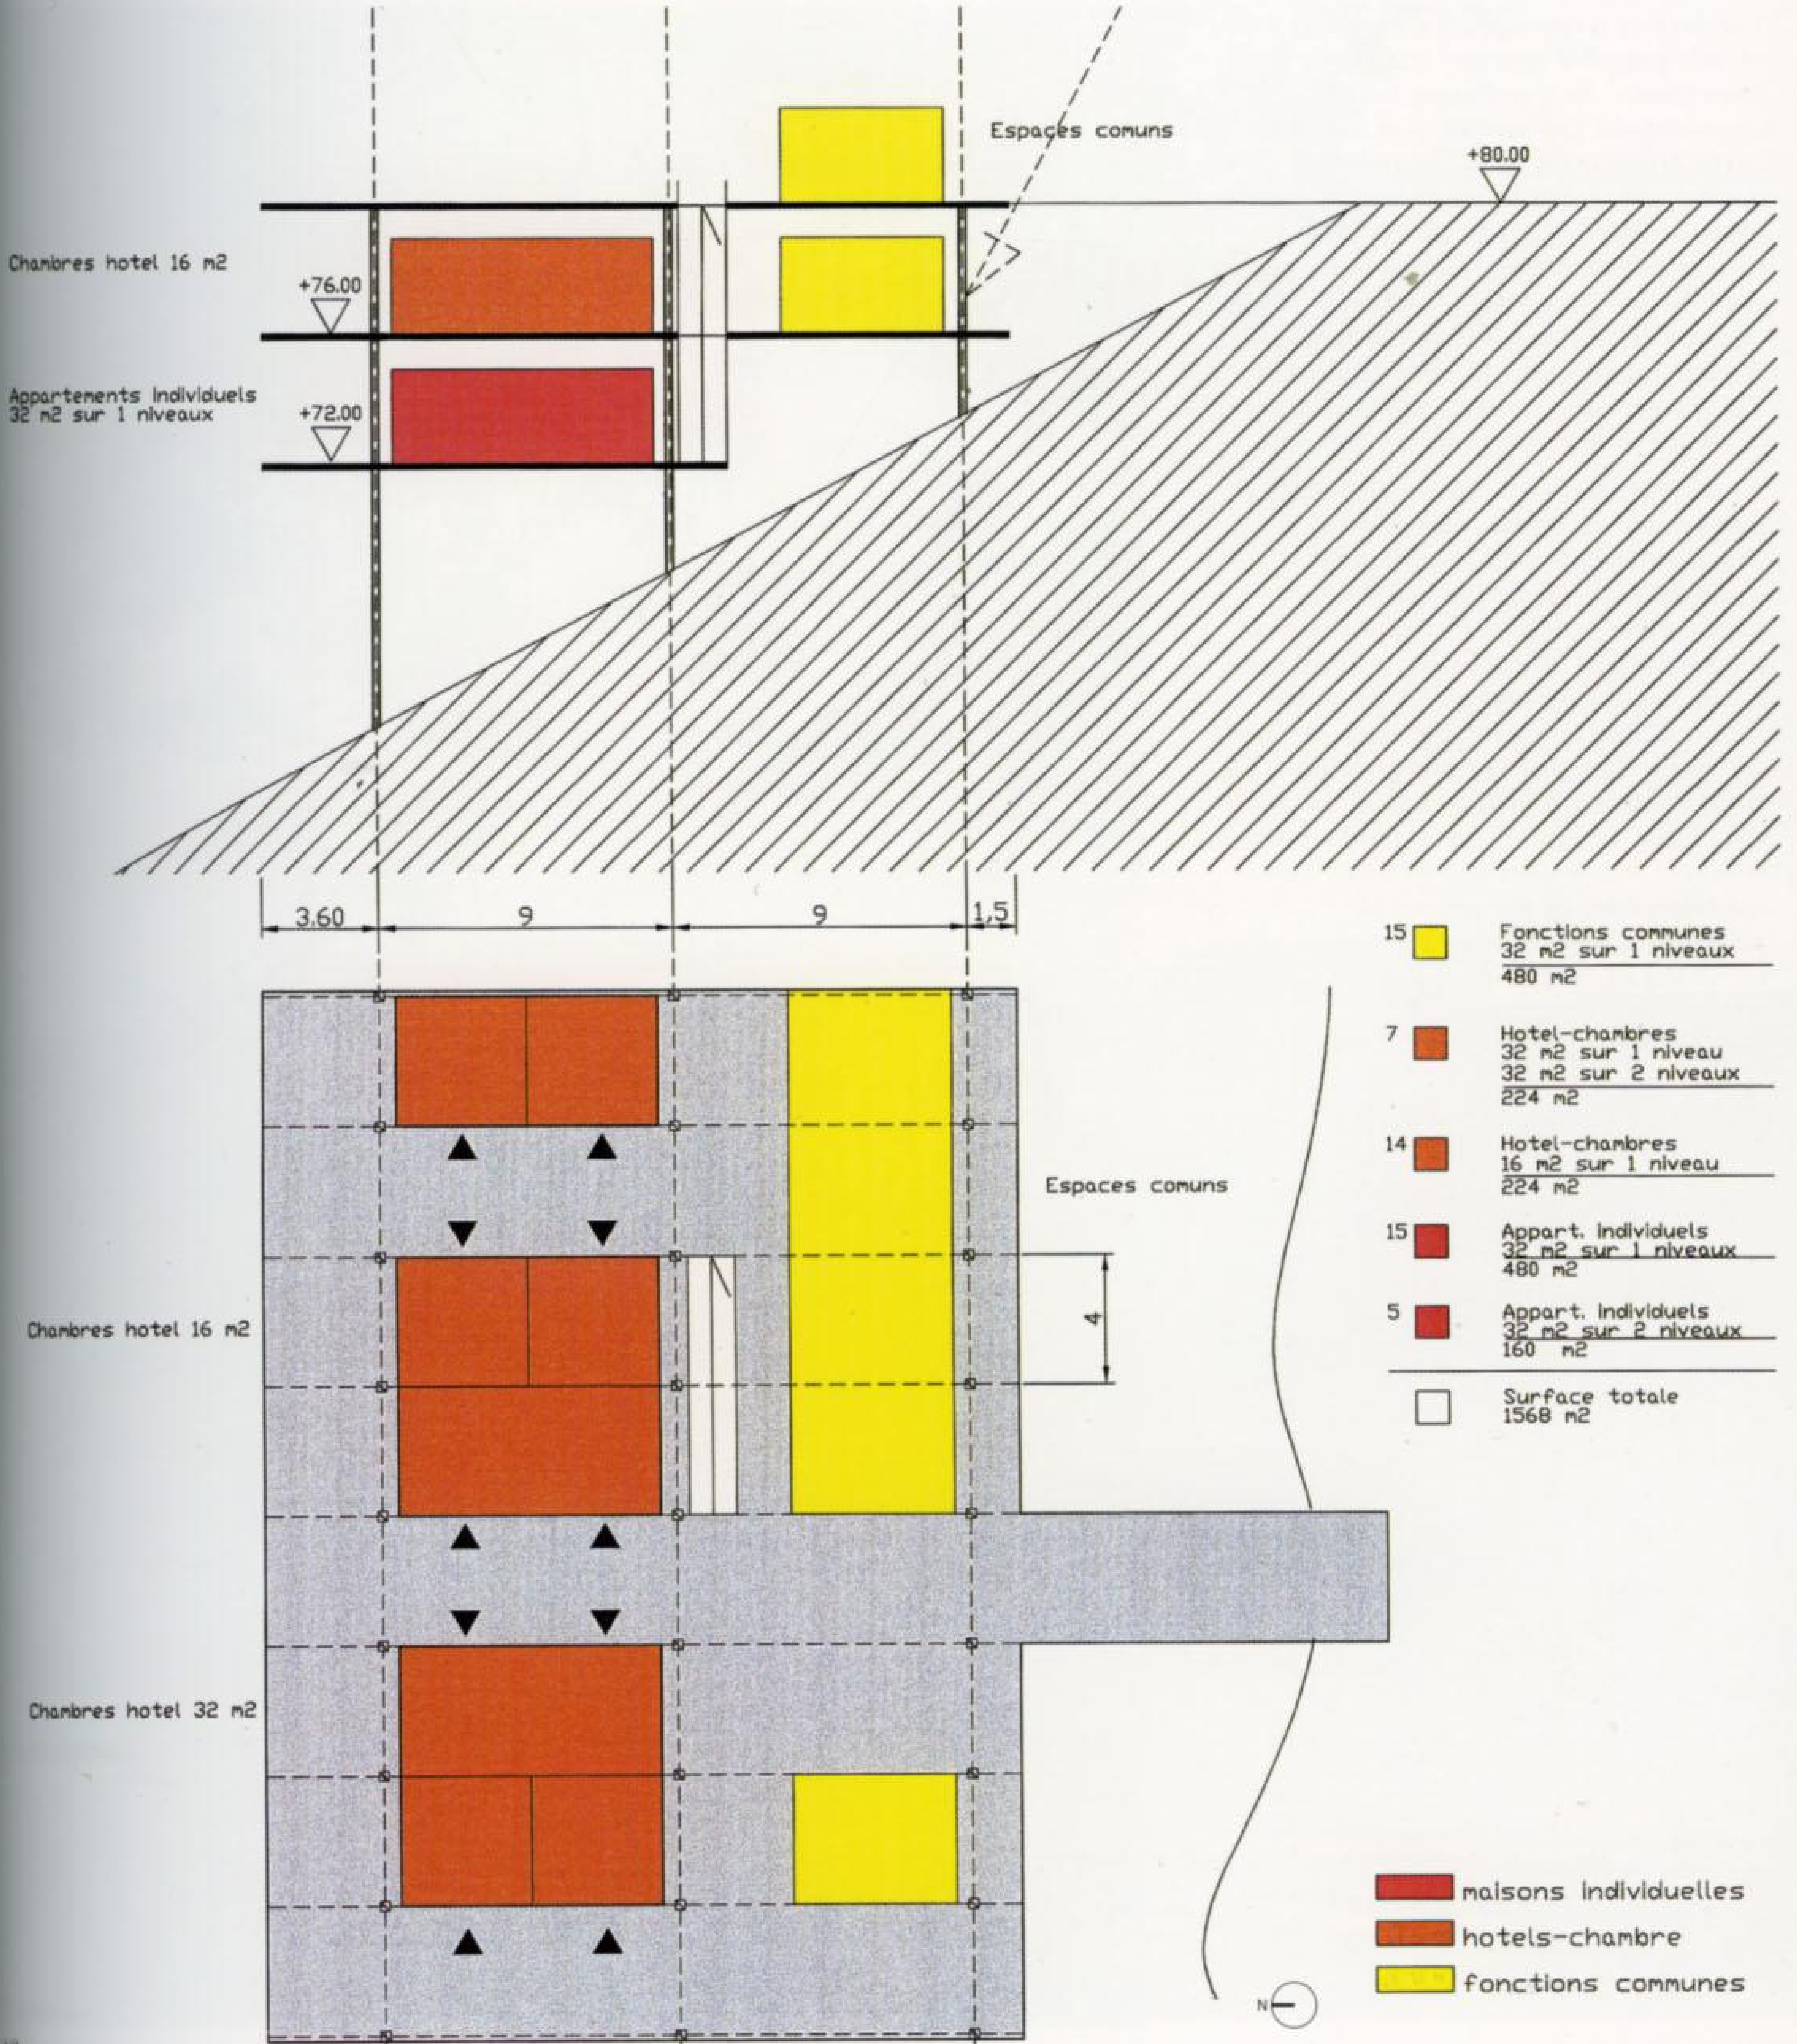 Espaces comuns
+80.00
Chambres hotel 16 m2
+76.00
Appartements individuels
32 m2 sur 1 niveaux
+72.00
3.60
9
9
1,5
15
Fonctions communes
32 m2 sur 1 niveaux
480 m2
7
Hotel-chambres
32 m2 sur 1 niveau
32 m2 sur 2 niveaux
224 m2
14
Hotel-chambres
16 m2 sur 1 niveau
224 m2
15
Appart. individuels
32 m2 sur 1 niveaux
480 m2
5
Appart. individuels
32 m2 sur 2 niveaux
160 m2
Surface totale
1568 m2
Espaces comuns
4
Chambres hotel 16 m2
Chambres hotel 32 m2
maisons individuelles
hotels-chambre
fonctions communes
N